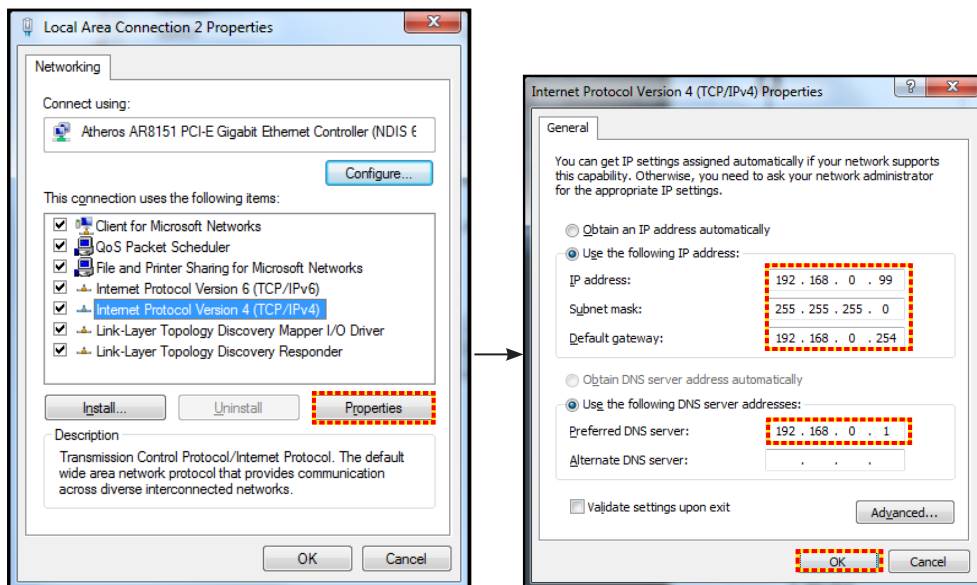 Local Area Connection 2 Properties
Networking
Connect using:
Atheros AR8151 PCI-E Gigabit Ethernet Controller (NDIS 6
Configure...
This connection uses the following items:
Client for Microsoft Networks
QoS Packet Scheduler
File and Printer Sharing for Microsoft Networks
Internet Protocol Version 6 (TCP/IPv6)
Internet Protocol Version 4 (TCP/IPv4)
Link-Layer Topology Discovery Mapper I/O Driver
Link-Layer Topology Discovery Responder
Install...
Uninstall
Properties
Description
Transmission Control Protocol/Internet Protocol. The default
wide area network protocol that provides communication
across diverse interconnected networks.
OK
Cancel
Internet Protocol Version 4 (TCP/IPv4) Properties
General
You can get IP settings assigned automatically if your network supports
this capability. Otherwise, you need to ask your network administrator
for the appropriate IP settings.
Obtain an IP address automatically
Use the following IP address:
IP address: 192 . 168 . 0 . 99
Subnet mask: 255 . 255 . 255 . 0
Default gateway: 192 . 168 . 0 . 254
Obtain DNS server address automatically
Use the following DNS server addresses:
Preferred DNS server: 192 . 168 . 0 . 1
Alternate DNS server: . . .
Validate settings upon exit
Advanced...
OK
Cancel